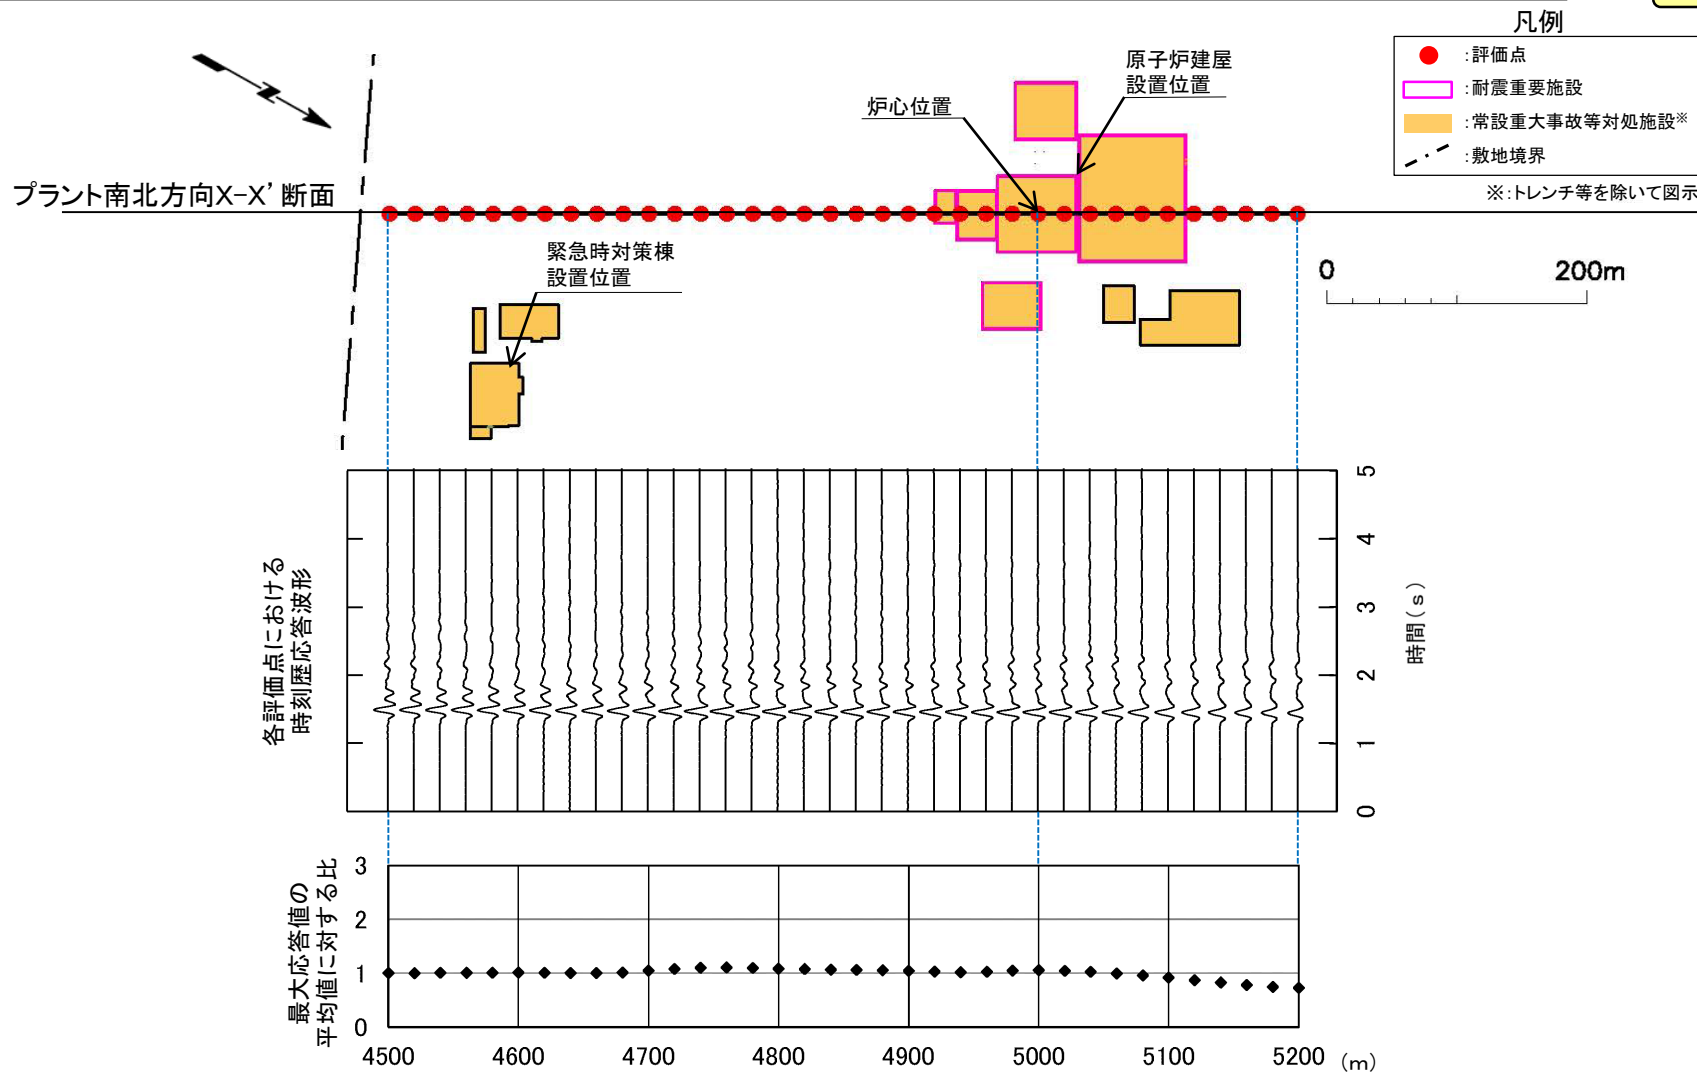 凡例
:評価点
:耐震重要施設
:常設重大事故等対処施設※
:敷地境界
※:トレンチ等を除いて図示
原子炉建屋
設置位置
炉心位置
プラント南北方向X-X’断面
緊急時対策棟
設置位置
0 200m
各評価点における
時刻歴応答波形
5
4
3
2
1
0
時間(s)
最大応答値の
平均値に対する比
3
2
1
0
4500 4600 4700 4800 4900 5000 5100 5200 (m)